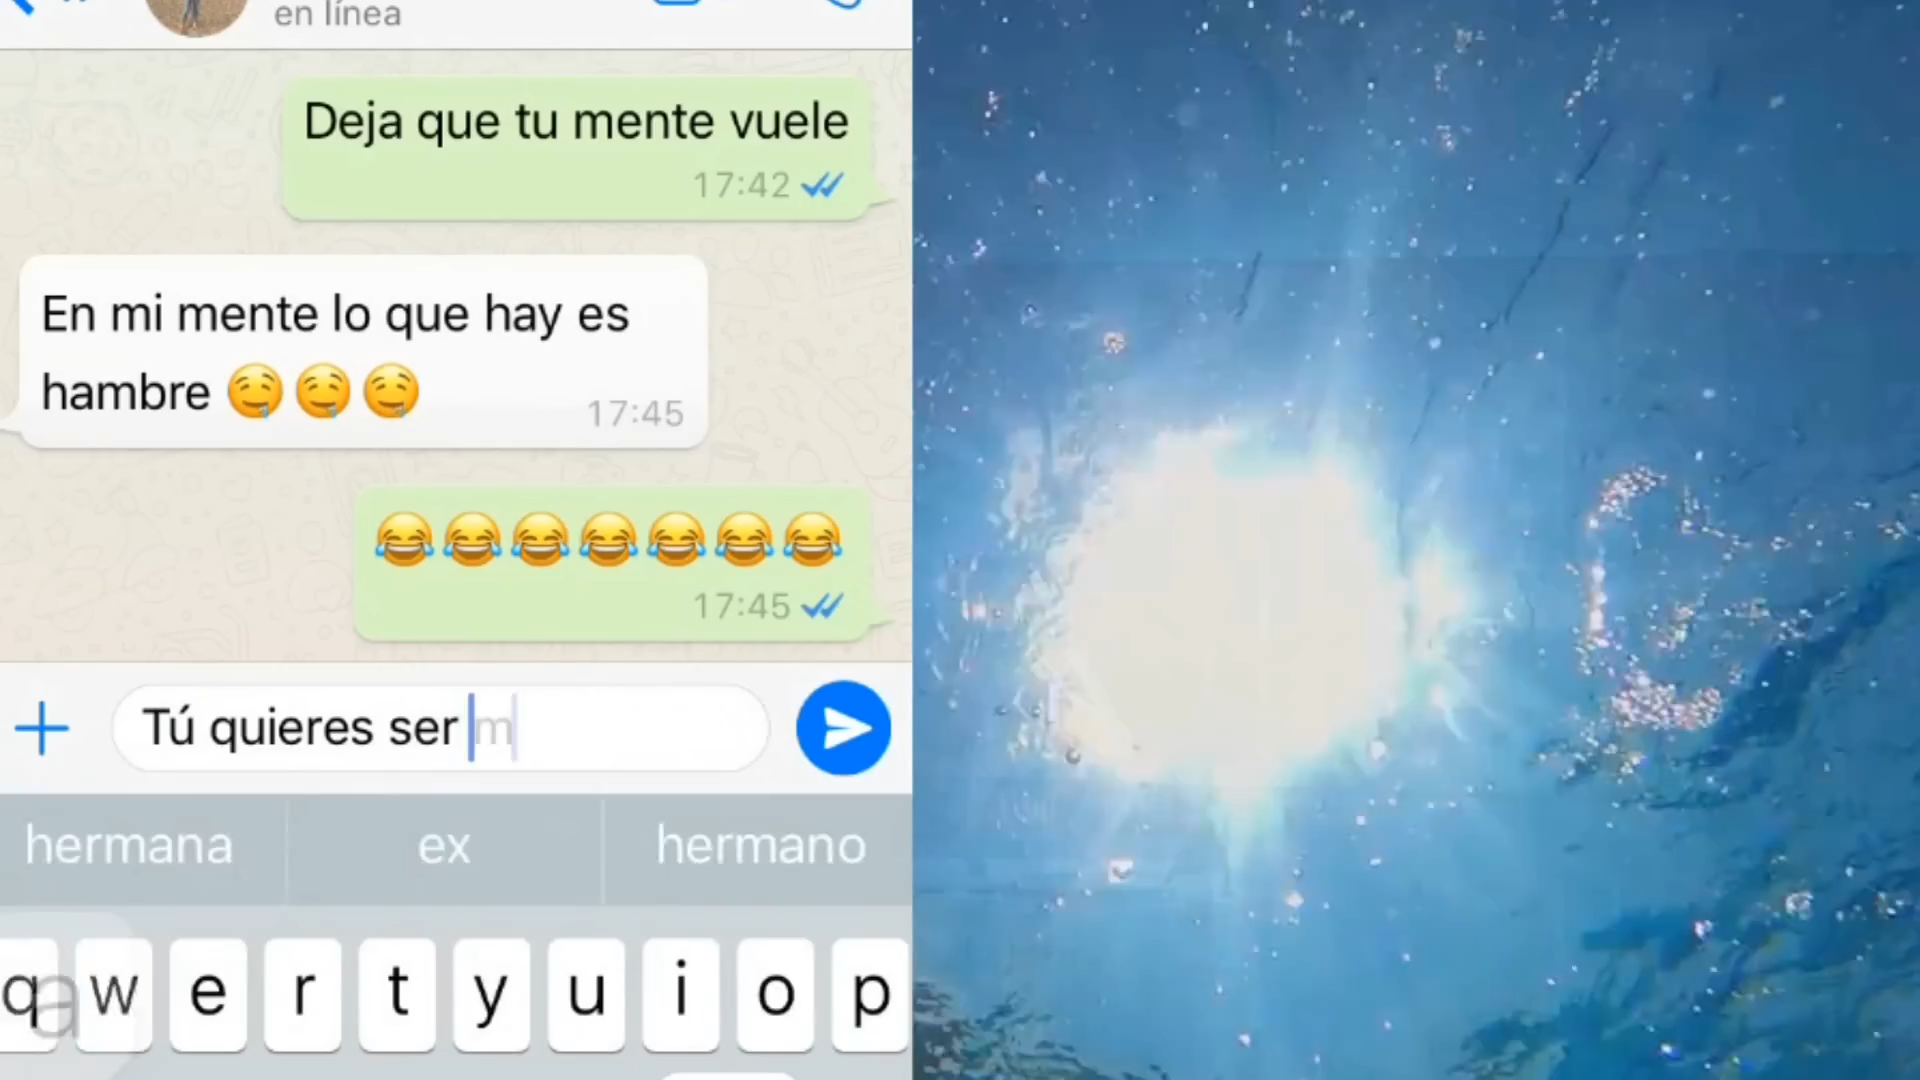 en línea
Deja que tu mente vuele
17:42
En mi mente lo que hay es
hambre 🤤🤤🤤
17:45
😂😂😂😂😂😂😂
17:45
Tú quieres ser m
hermana ex hermano
q w e r t y u i o p
a